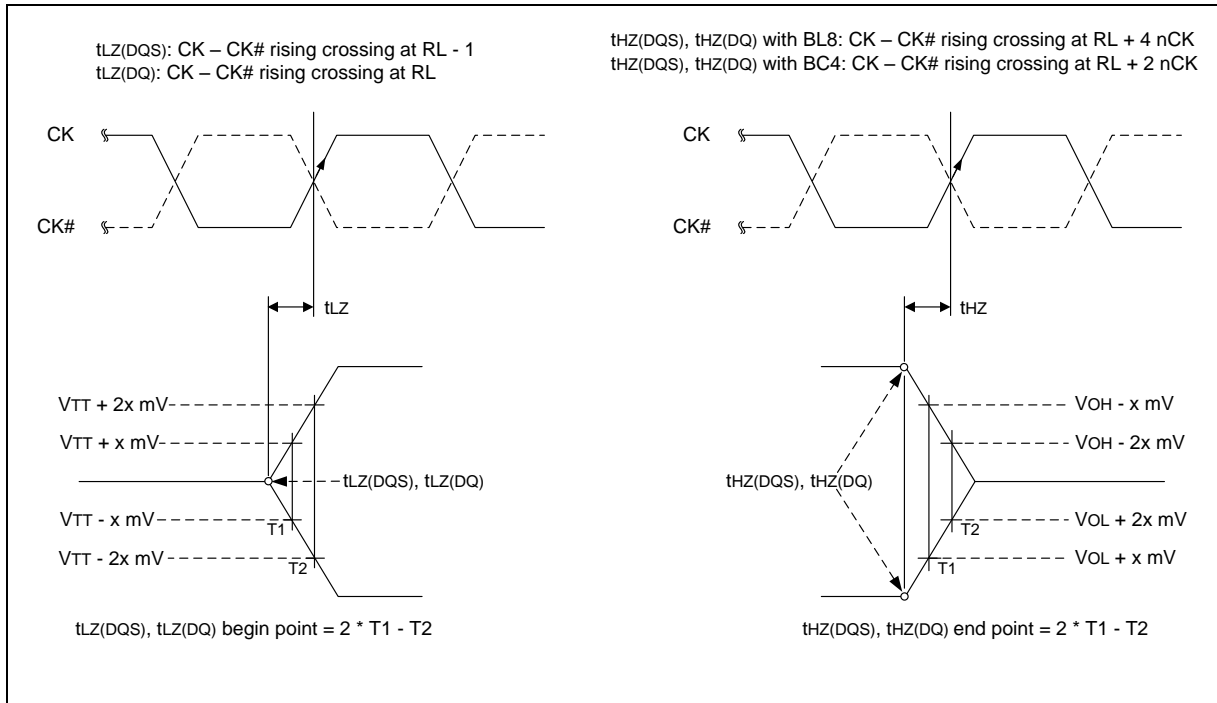 tLZ(DQS): CK – CK# rising crossing at RL - 1
tLZ(DQ): CK – CK# rising crossing at RL
tHZ(DQS), tHZ(DQ) with BL8: CK – CK# rising crossing at RL + 4 nCK
tHZ(DQS), tHZ(DQ) with BC4: CK – CK# rising crossing at RL + 2 nCK
CK
CK#
tLZ
VTT + 2x mV
VTT + x mV
tLZ(DQS), tLZ(DQ)
VTT - x mV
T1
VTT - 2x mV
T2
tLZ(DQS), tLZ(DQ) begin point = 2 * T1 - T2
CK
CK#
tHZ
VOH - x mV
VOH - 2x mV
tHZ(DQS), tHZ(DQ)
VOL + 2x mV
T2
VOL + x mV
T1
tHZ(DQS), tHZ(DQ) end point = 2 * T1 - T2